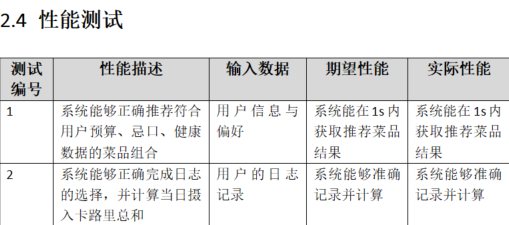 2.4 性能测试
测试编号 性能描述 输入数据 期望性能 实际性能
1 系统能够正确推荐符合用户预算、忌口、健康数据的菜品组合 用户信息与偏好 系统能在1s内获取推荐菜品结果 系统能在1s内获取推荐菜品结果
2 系统能够正确完成日志的选择，并计算当日摄入卡路里总和 用户的日志记录 系统能够准确记录并计算 系统能够准确记录并计算